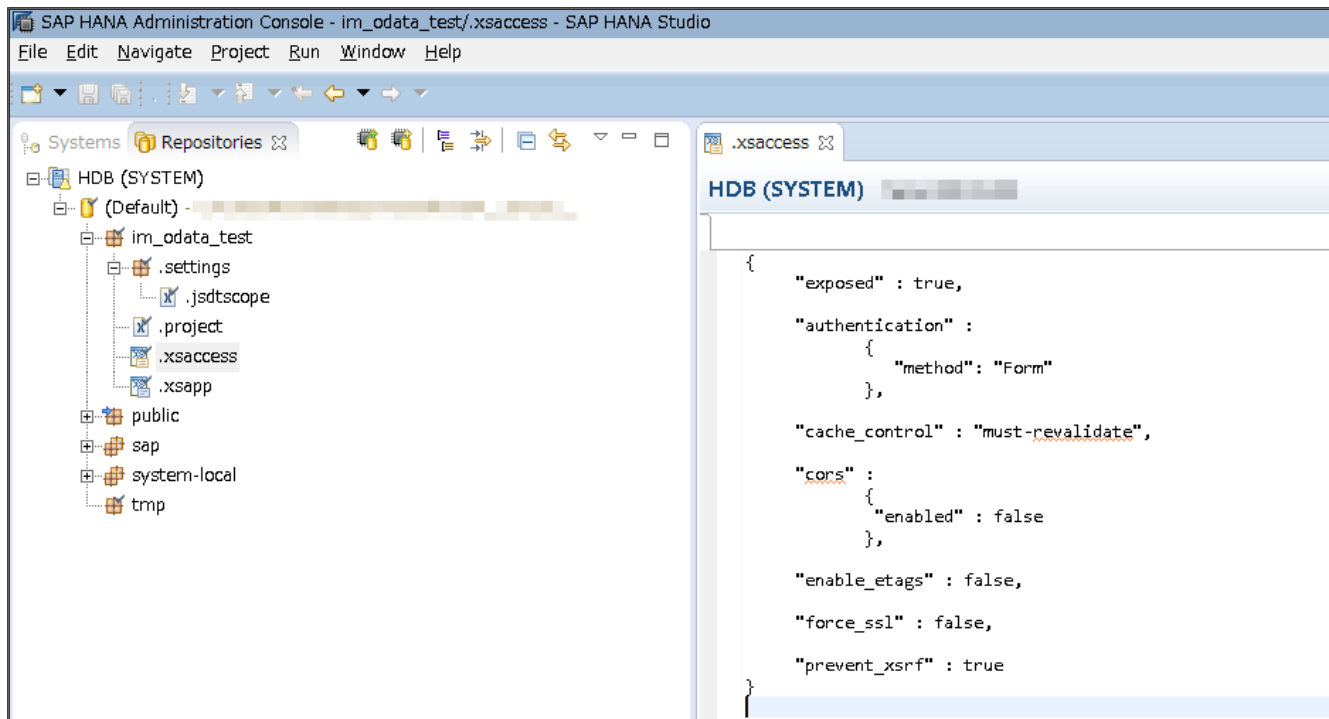 SAP HANA Administration Console - im_odata_test/.xsaccess - SAP HANA Studio
File Edit Navigate Project Run Window Help
Systems Repositories
HDB (SYSTEM)
(Default) -
im_odata_test
.settings
.jsdtscope
.project
.xsaccess
.xsapp
public
sap
system-local
tmp
.xsaccess
HDB (SYSTEM)
{
"exposed" : true,
"authentication" :
{
"method": "Form"
},
"cache_control" : "must-revalidate",
"cors" :
{
"enabled" : false
},
"enable_etags" : false,
"force_ssl" : false,
"prevent_xsrf" : true
}